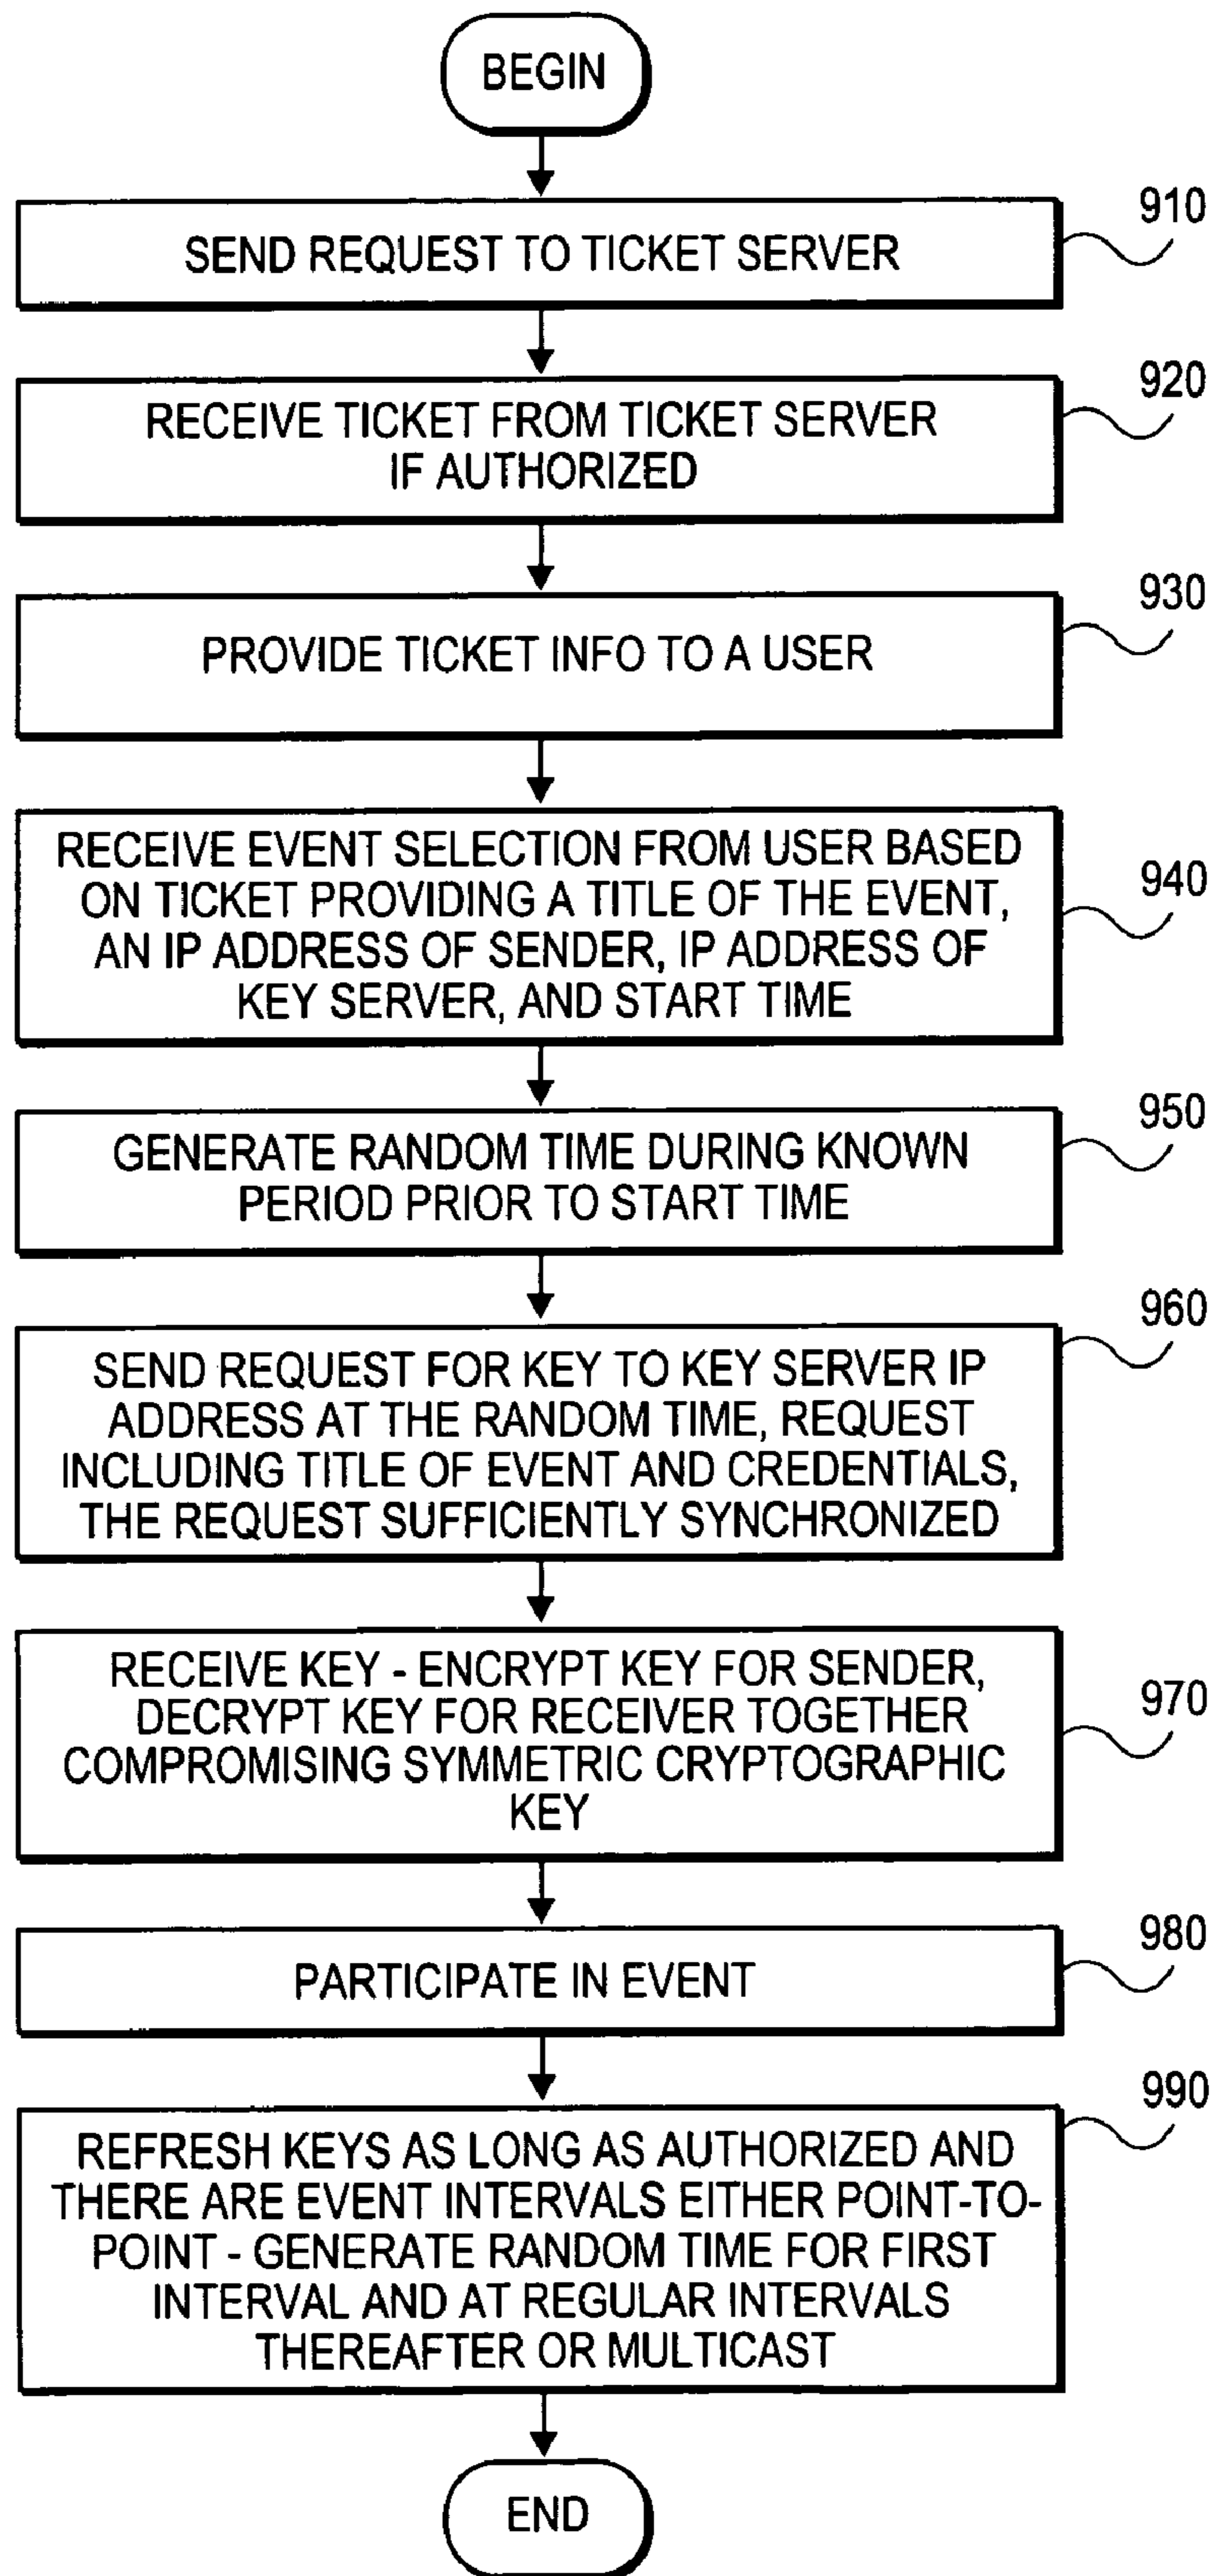 BEGIN
910
SEND REQUEST TO TICKET SERVER
920
RECEIVE TICKET FROM TICKET SERVER
IF AUTHORIZED
930
PROVIDE TICKET INFO TO A USER
940
RECEIVE EVENT SELECTION FROM USER BASED
ON TICKET PROVIDING A TITLE OF THE EVENT,
AN IP ADDRESS OF SENDER, IP ADDRESS OF
KEY SERVER, AND START TIME
950
GENERATE RANDOM TIME DURING KNOWN
PERIOD PRIOR TO START TIME
960
SEND REQUEST FOR KEY TO KEY SERVER IP
ADDRESS AT THE RANDOM TIME, REQUEST
INCLUDING TITLE OF EVENT AND CREDENTIALS,
THE REQUEST SUFFICIENTLY SYNCHRONIZED
970
RECEIVE KEY - ENCRYPT KEY FOR SENDER,
DECRYPT KEY FOR RECEIVER TOGETHER
COMPROMISING SYMMETRIC CRYPTOGRAPHIC
KEY
980
PARTICIPATE IN EVENT
990
REFRESH KEYS AS LONG AS AUTHORIZED AND
THERE ARE EVENT INTERVALS EITHER POINT-TO-
POINT - GENERATE RANDOM TIME FOR FIRST
INTERVAL AND AT REGULAR INTERVALS
THEREAFTER OR MULTICAST
END